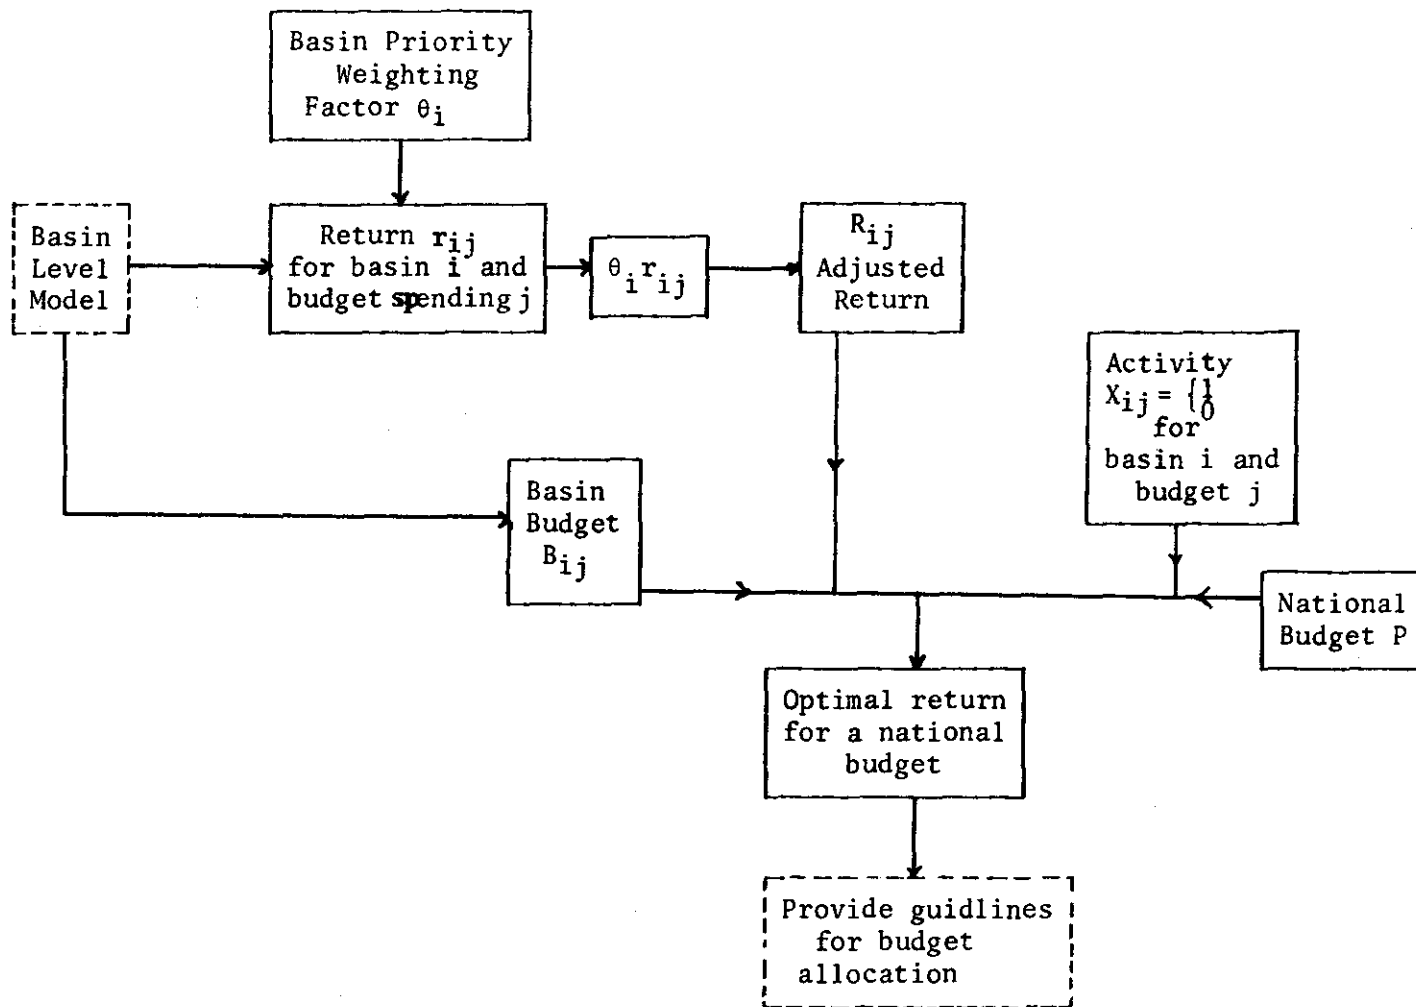 Basin Priority
Weighting
Factor θi
Basin
Level
Model
Return rij
for basin i and
budget spending j
θirij
Rij
Adjusted
Return
Activity
Xij = {1
0
for
basin i and
budget j
Basin
Budget
Bij
National
Budget P
Optimal return
for a national
budget
Provide guidlines
for budget
allocation